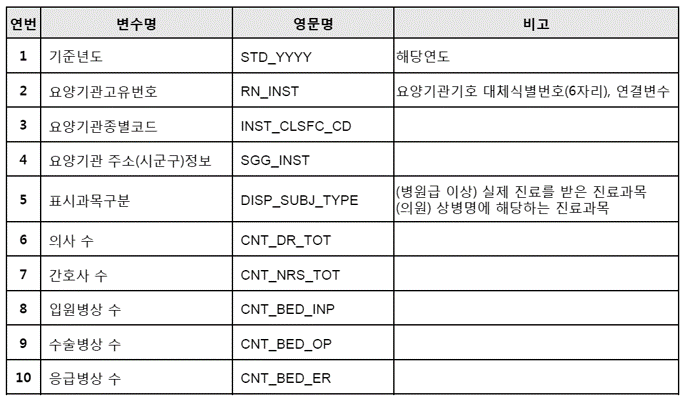 연번 변수명 영문명 비고
1 기준년도 STD_YYYY 해당연도
2 요양기관고유번호 RN_INST 요양기관기호 대체식별번호(6자리), 연결변수
3 요양기관종별코드 INST_CLSFC_CD
4 요양기관 주소(시군구)정보 SGG_INST
5 표시과목구분 DISP_SUBJ_TYPE (병원급 이상) 실제 진료를 받은 진료과목
(의원) 상병명에 해당하는 진료과목
6 의사 수 CNT_DR_TOT
7 간호사 수 CNT_NRS_TOT
8 입원병상 수 CNT_BED_INP
9 수술병상 수 CNT_BED_OP
10 응급병상 수 CNT_BED_ER